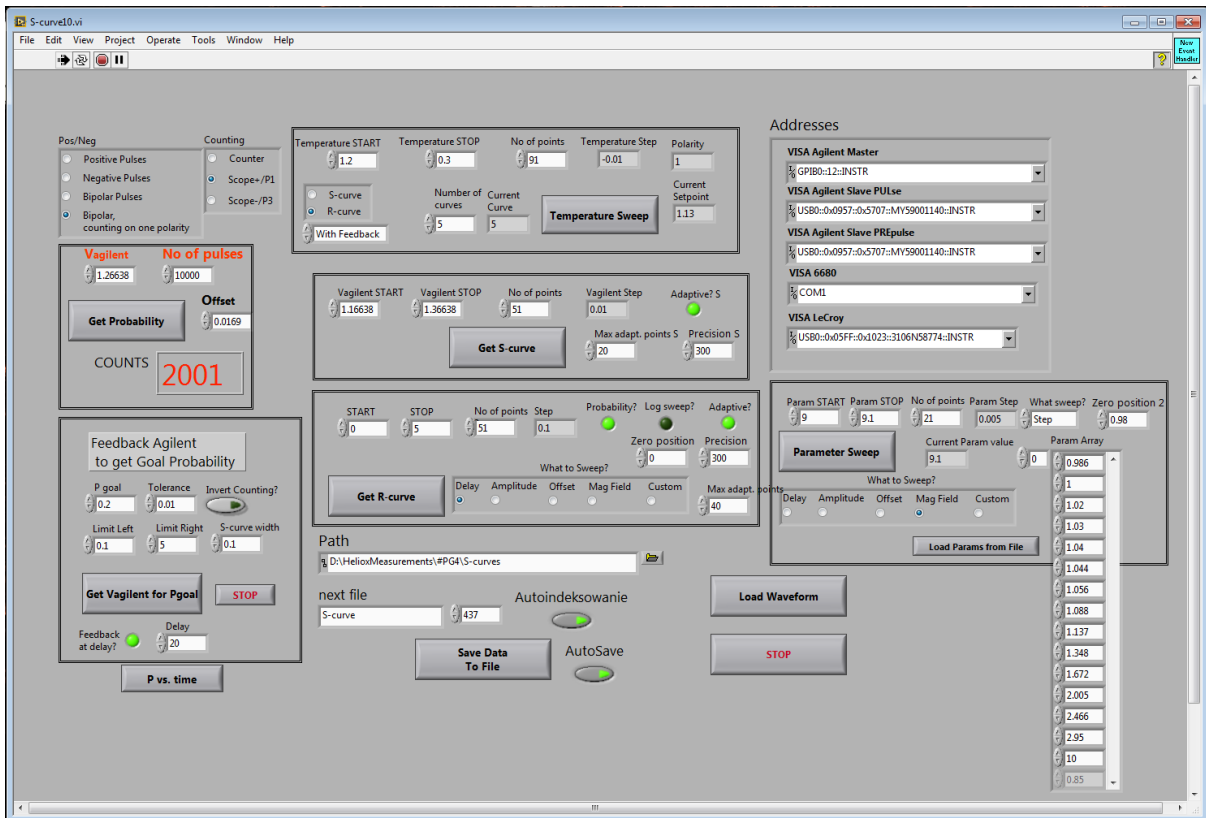 S-curve10.vi
File Edit View Project Operate Tools Window Help
New
Event
Handler
Pos/Neg
Positive Pulses
Negative Pulses
Bipolar Pulses
Bipolar,
counting on one polarity
Counting
Counter
Scope+/P1
Scope-/P3
Temperature START Temperature STOP No of points Temperature Step Polarity
1.2 0.3 91 -0.01 1
S-curve
R-curve
With Feedback
Number of
curves
5
Current
Curve
5
Temperature Sweep
Current
Setpoint
1.13
Addresses
VISA Agilent Master
GPIB0::12::INSTR
VISA Agilent Slave PULse
USB0::0x0957::0x5707::MY59001140::INSTR
VISA Agilent Slave PREpulse
USB0::0x0957::0x5707::MY59001140::INSTR
VISA 6680
COM1
VISA LeCroy
USB0::0x05FF::0x1023::3106N58774::INSTR
Vagilent No of pulses
1.26638 10000
Get Probability
Offset
0.0169
COUNTS 2001
Vagilent START Vagilent STOP No of points Vagilent Step Adaptive? S
1.16638 1.36638 51 0.01
Get S-curve
Max adapt. points S Precision S
20 300
START STOP No of points Step Probability? Log sweep? Adaptive?
0 5 51 0.1
Zero position Precision
0 300
Get R-curve
What to Sweep?
Delay Amplitude Offset Mag Field Custom
Max adapt. points
40
Param START Param STOP No of points Param Step What sweep? Zero position 2
9 9.1 21 0.005 Step 0.98
Parameter Sweep
Current Param value
9.1
What to Sweep?
Delay Amplitude Offset Mag Field Custom
Load Params from File
Param Array
0
0.986
1
1.02
1.03
1.04
1.044
1.056
1.088
1.137
1.348
1.672
2.005
2.466
2.95
10
0.85
Feedback Agilent
to get Goal Probability
P goal Tolerance Invert Counting?
0.2 0.01
Limit Left Limit Right S-curve width
0.1 5 0.1
Get Vagilent for Pgoal STOP
Feedback
at delay?
Delay
20
P vs. time
Path
D:\HelioxMeasurements\#PG4\S-curves
next file
S-curve 437
Autoindeksowanie
Save Data
To File
AutoSave
Load Waveform
STOP